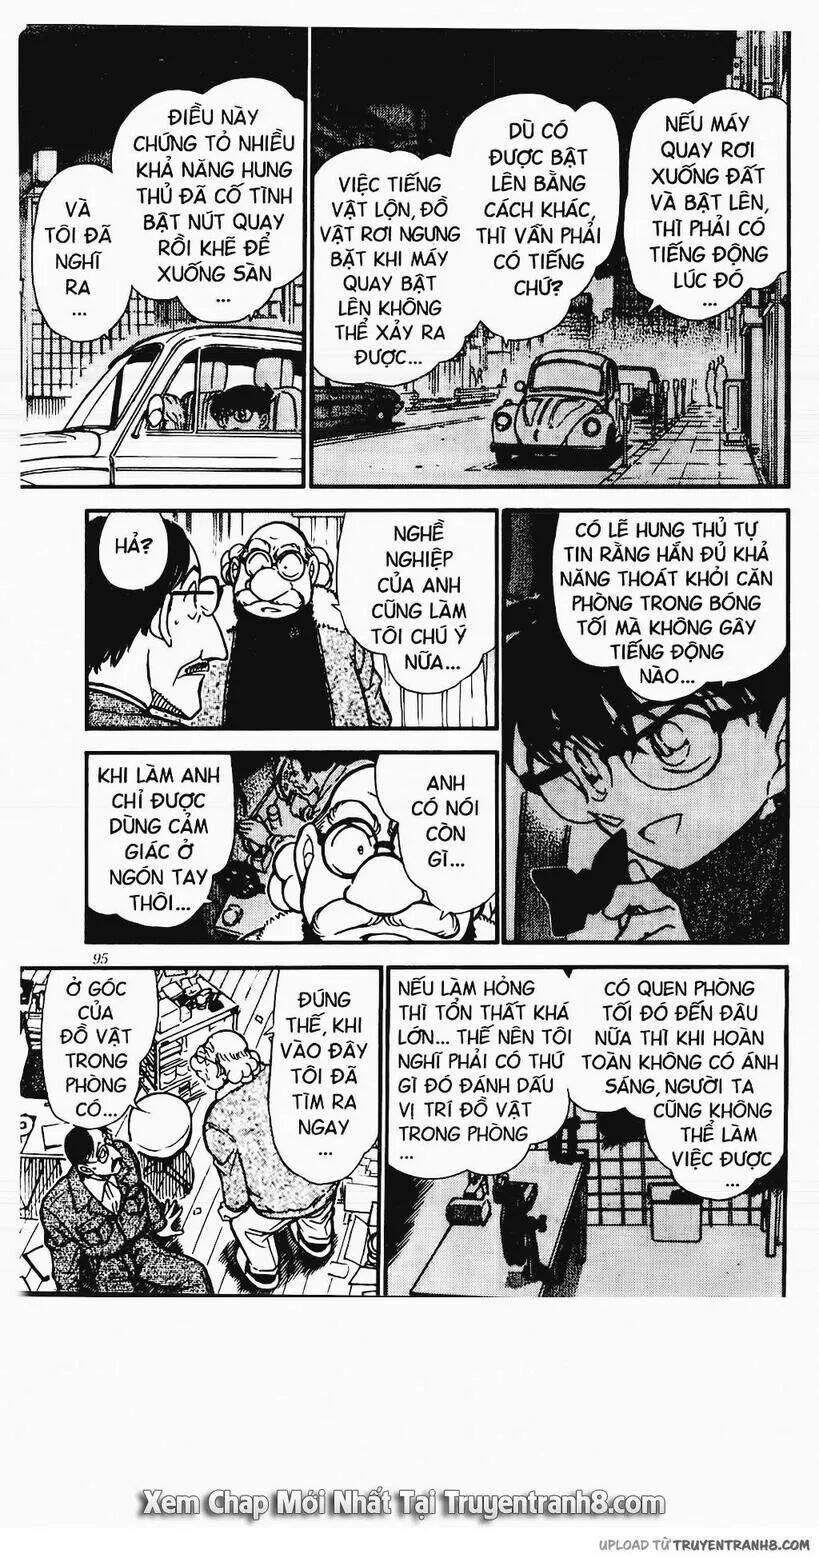 NẾU MÁY
QUAY RƠI
XUỐNG ĐẤT
VÀ BẬT LÊN,
THÌ PHẢI CÓ
TIẾNG ĐỘNG
LÚC ĐÓ
...
DÙ CÓ
ĐƯỢC BẬT
LÊN BẰNG
CÁCH KHÁC,
THÌ VẪN PHẢI
CÓ TIẾNG
CHỨ?
VIỆC TIẾNG
VẬT LỘN, ĐỒ
VẬT RƠI NGƯNG
BẶT KHI MÁY
QUAY BẬT
LÊN KHÔNG
THỂ XẢY RA
ĐƯỢC...
ĐIỀU NÀY
CHỨNG TỎ NHIỀU
KHẢ NĂNG HUNG
THỦ ĐÃ CỐ TÌNH
BẬT NÚT QUAY
RỒI KHẼ ĐỂ
XUỐNG SÀN
...
VÀ
TÔI ĐÃ
NGHĨ
RA
...
CÓ LẼ HUNG THỦ TỰ
TIN RẰNG HẮN ĐỦ KHẢ
NĂNG THOÁT KHỎI CĂN
PHÒNG TRONG BÓNG
TỐI MÀ KHÔNG GÂY
TIẾNG ĐỘNG
NÀO...
NGHỀ
NGHIỆP
CỦA ANH
CŨNG LÀM
TÔI CHÚ Ý
NỮA...
HẢ?
ANH
CÓ NÓI
CÒN
GÌ...
KHI LÀM ANH
CHỈ ĐƯỢC
DÙNG CẢM
GIÁC Ở
NGÓN TAY
THÔI...
95
CÓ QUEN PHÒNG
TỐI ĐÓ ĐẾN ĐÂU
NỮA THÌ KHI HOÀN
TOÀN KHÔNG CÓ ÁNH
SÁNG, NGƯỜI TA
CŨNG KHÔNG
THỂ LÀM
VIỆC ĐƯỢC
...
NẾU LÀM HỎNG
THÌ TỔN THẤT KHÁ
LỚN... THẾ NÊN TÔI
NGHĨ PHẢI CÓ THỨ
GÌ ĐÓ ĐÁNH DẤU
VỊ TRÍ ĐỒ VẬT
TRONG PHÒNG
...
ĐÚNG
THẾ, KHI
VÀO ĐÂY
TÔI ĐÃ
TÌM RA
NGAY
...
Ở GÓC
CỦA
ĐỒ VẬT
TRONG
PHÒNG
CÓ...
Xem Chap Mới Nhất Tại Truyentranh8.com
UPLOAD TỪ TRUYENTRANH8.COM